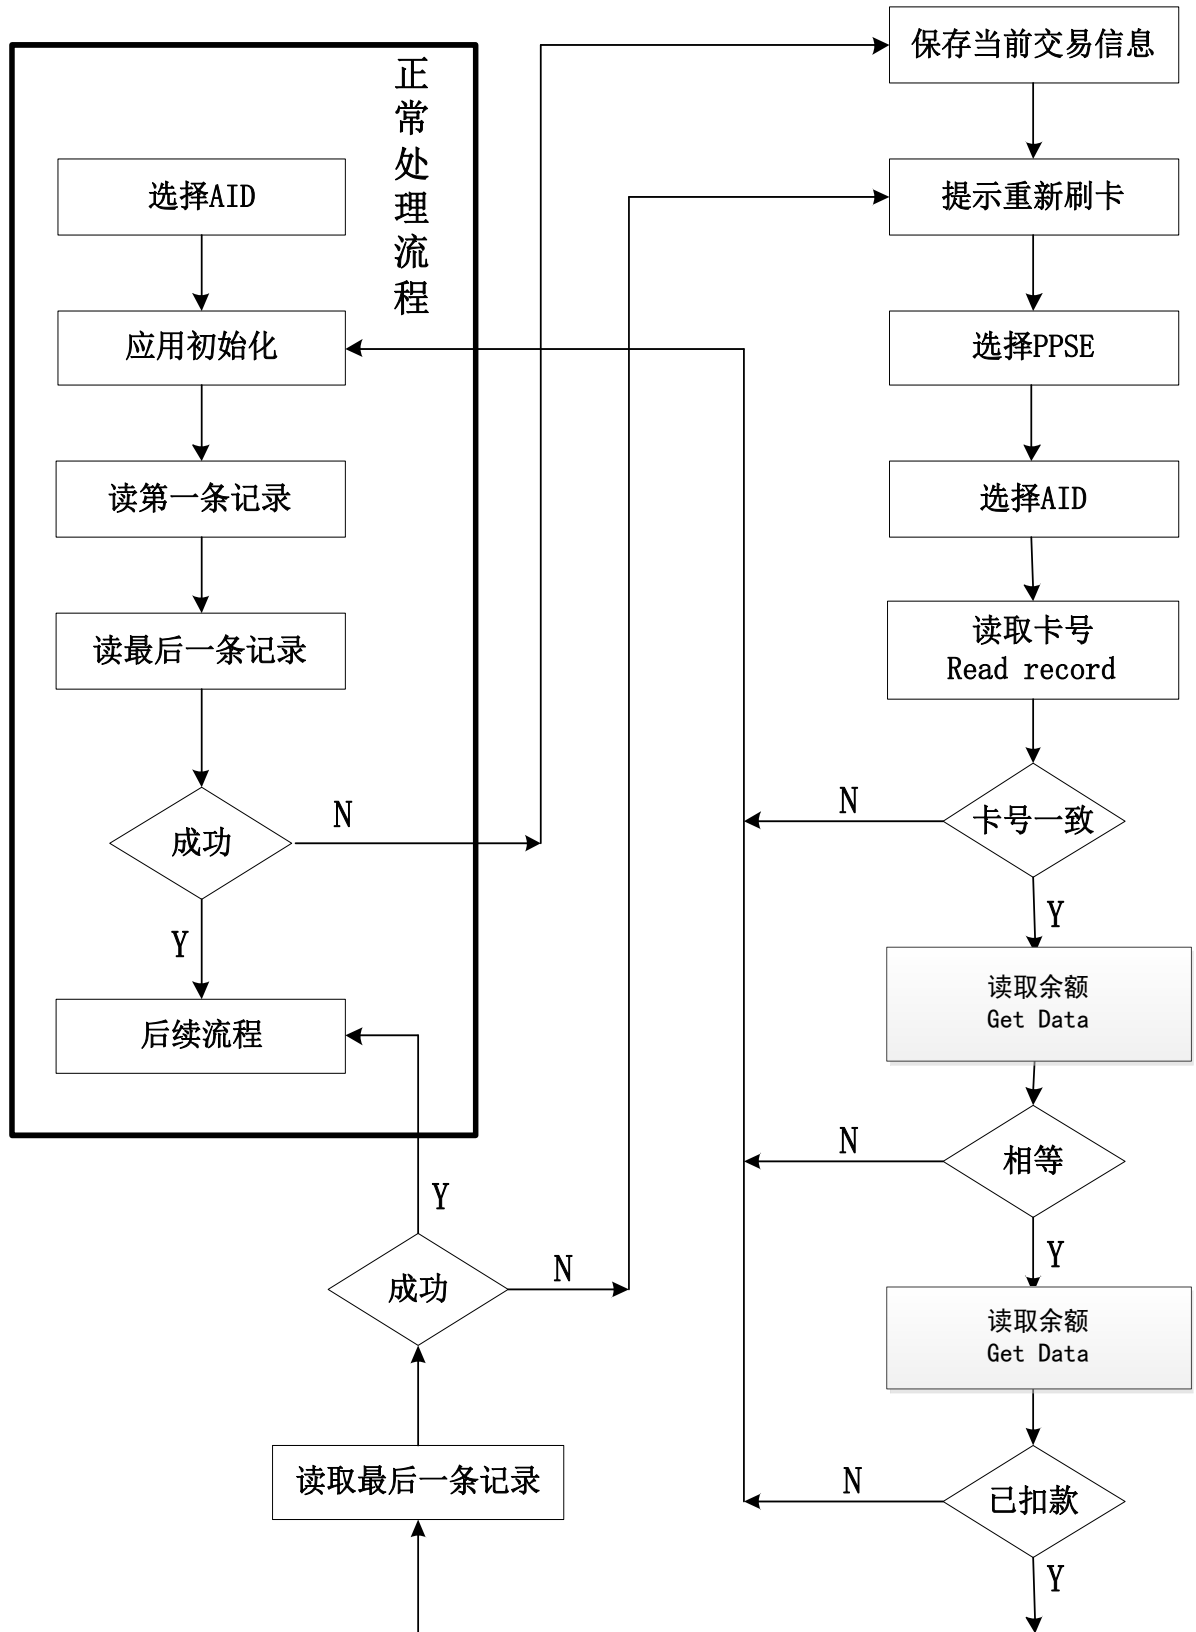 正常处理流程
选择AID
应用初始化
读第一条记录
读最后一条记录
成功
N
Y
后续流程
Y
成功
N
读取最后一条记录
保存当前交易信息
提示重新刷卡
选择PPSE
选择AID
读取卡号
Read record
卡号一致
N
Y
读取余额
Get Data
相等
N
Y
读取余额
Get Data
已扣款
N
Y